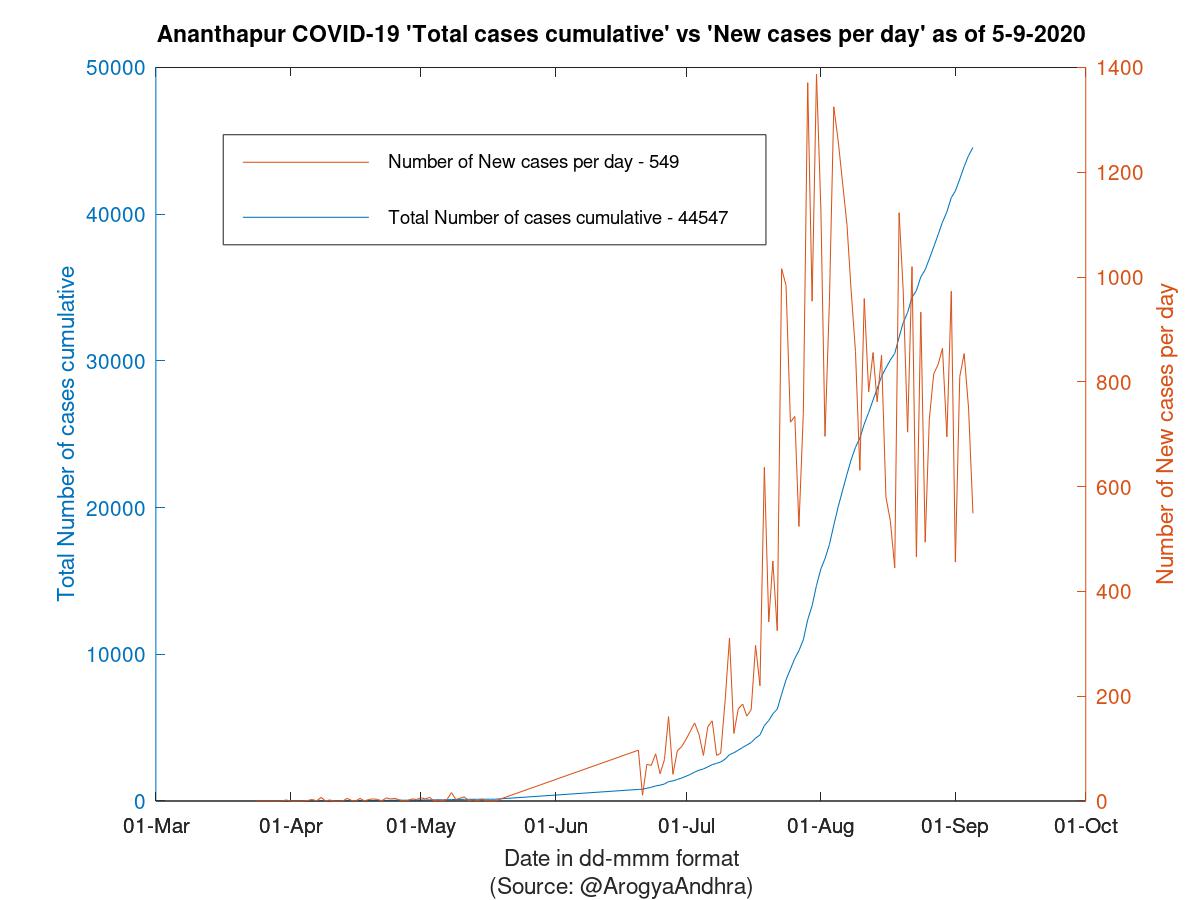 Ananthapur COVID-19 'Total cases cumulative' vs 'New cases per day' as of 5-9-2020
50000
40000
30000
20000
10000
0
Total Number of cases cumulative
Number of New cases per day - 549
Total Number of cases cumulative - 44547
1400
1200
1000
800
600
400
200
0
Number of New cases per day
01-Mar 01-Apr 01-May 01-Jun 01-Jul 01-Aug 01-Sep 01-Oct
Date in dd-mmm format
(Source: @ArogyaAndhra)